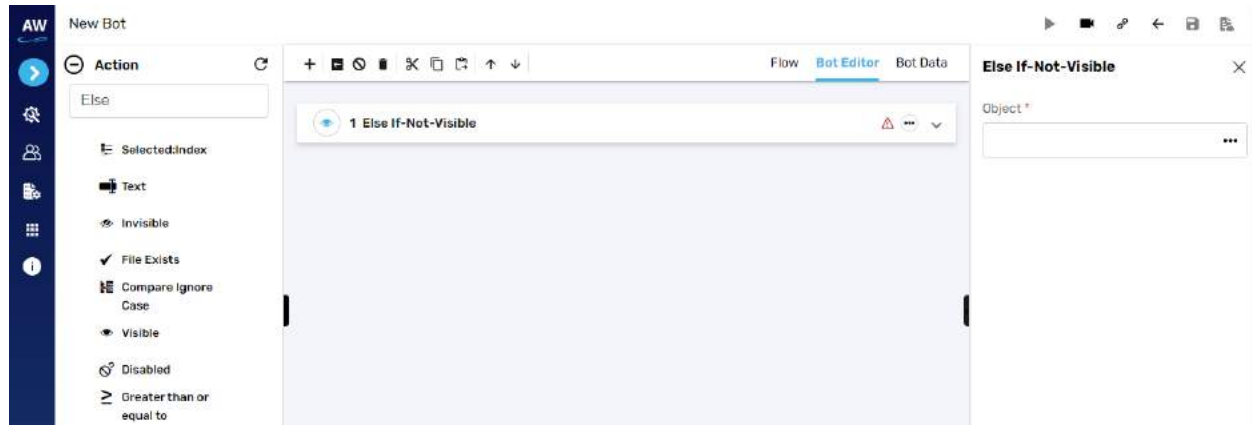 AW
New Bot
Action
Else
Selected:Index
Text
Invisible
File Exists
Compare Ignore
Case
Visible
Disabled
Greater than or
equal to
Flow
Bot Editor
Bot Data
1 Else If-Not-Visible
Else If-Not-Visible
Object *